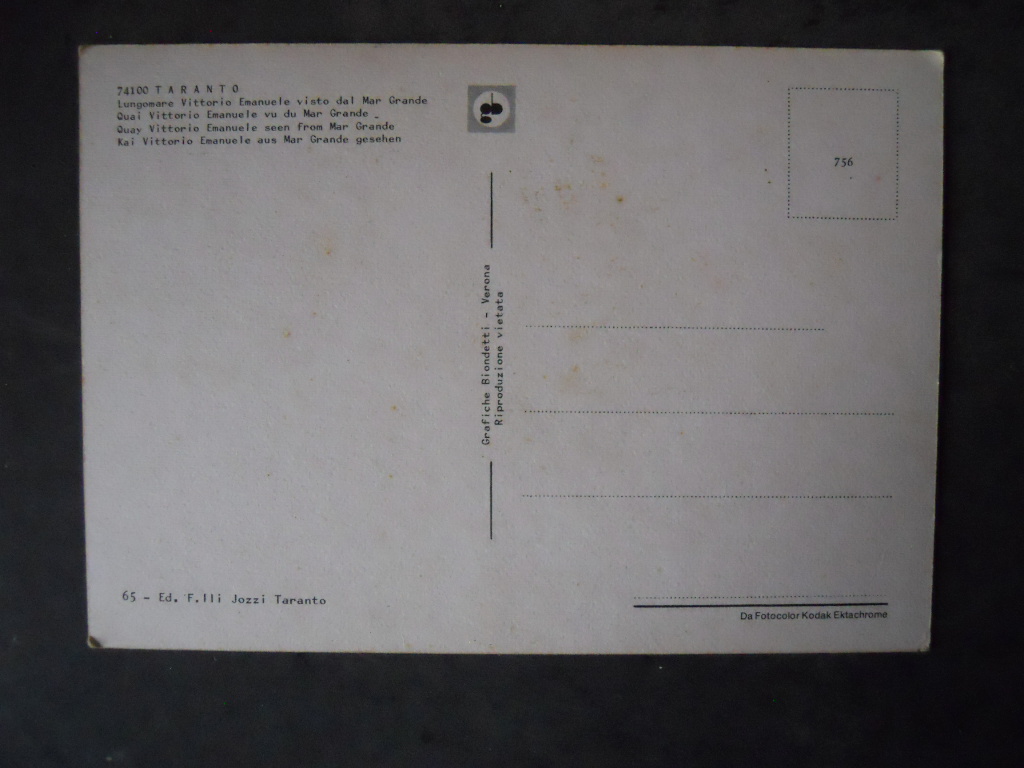 74100 TARANTO
Lungomare Vittorio Emanuele visto dal Mar Grande
Quai Vittorio Emanuele vu du Mar Grande -
Quay Vittorio Emanuele seen from Mar Grande
Kai Vittorio Emanuele aus Mar Grande gesehen
756
Grafiche Biondetti - Verona
Riproduzione vietata
65 - Ed. F.lli Jozzi Taranto
Da Fotocolor Kodak Ektachrome